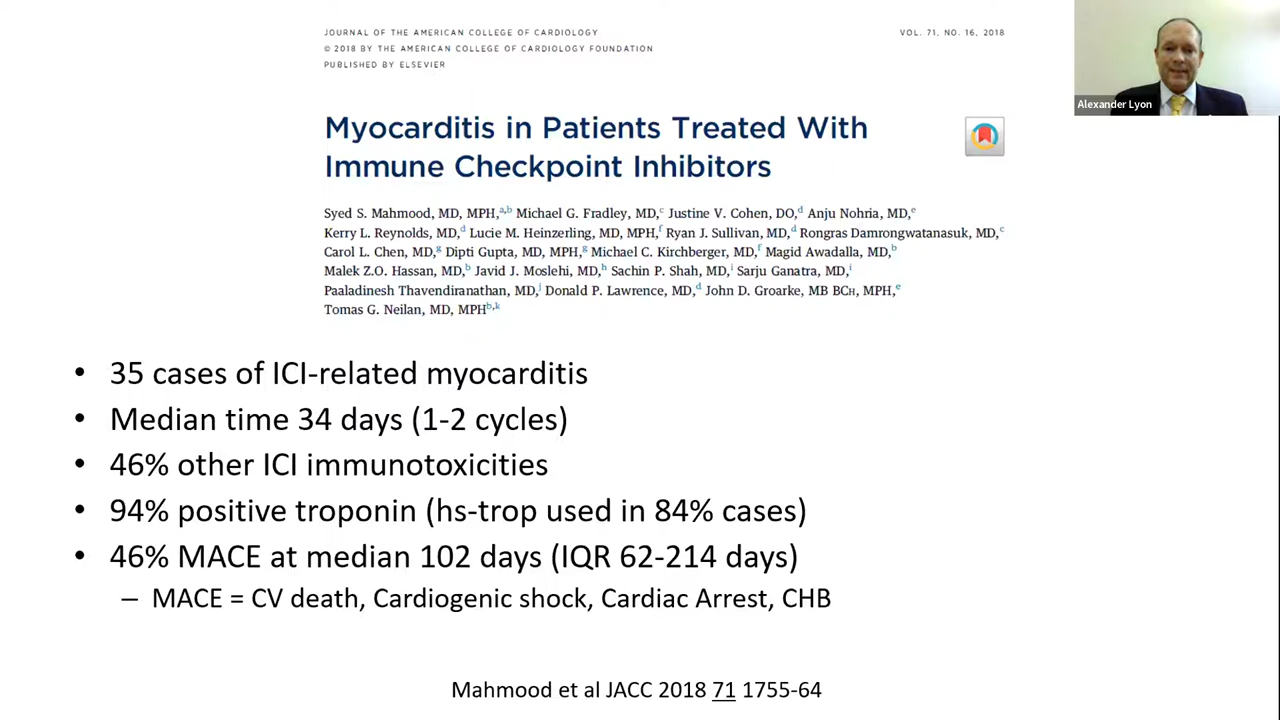 JOURNAL OF THE AMERICAN COLLEGE OF CARDIOLOGY
VOL. 71, NO. 16, 2018
© 2018 BY THE AMERICAN COLLEGE OF CARDIOLOGY FOUNDATION
PUBLISHED BY ELSEVIER
Alexander Lyon
Myocarditis in Patients Treated With
Immune Checkpoint Inhibitors
Syed S. Mahmood, MD, MPH,a,b Michael G. Fradley, MD,c Justine V. Cohen, DO,d Anju Nohria, MD,e
Kerry L. Reynolds, MD,d Lucie M. Heinzerling, MD, MPH,f Ryan J. Sullivan, MD,d Rongras Damrongwatanasuk, MD,c
Carol L. Chen, MD,g Dipti Gupta, MD, MPH,g Michael C. Kirchberger, MD,f Magid Awadalla, MD,b
Malek Z.O. Hassan, MD,b Javid J. Moslehi, MD,h Sachin P. Shah, MD,i Sarju Ganatra, MD,i
Paaladinesh Thavendiranathan, MD,j Donald P. Lawrence, MD,d John D. Groarke, MB BCH, MPH,e
Tomas G. Neilan, MD, MPHb,k
• 35 cases of ICI-related myocarditis
• Median time 34 days (1-2 cycles)
• 46% other ICI immunotoxicities
• 94% positive troponin (hs-trop used in 84% cases)
• 46% MACE at median 102 days (IQR 62-214 days)
– MACE = CV death, Cardiogenic shock, Cardiac Arrest, CHB
Mahmood et al JACC 2018 71 1755-64